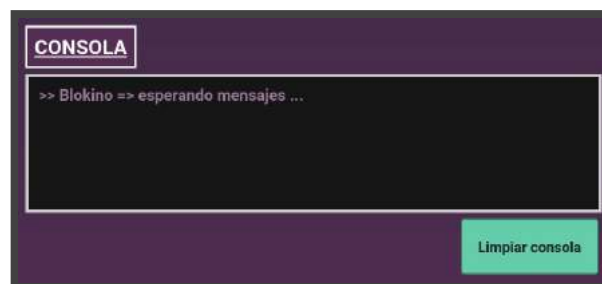 CONSOLA
>> Blokino => esperando mensajes ...
Limpiar consola